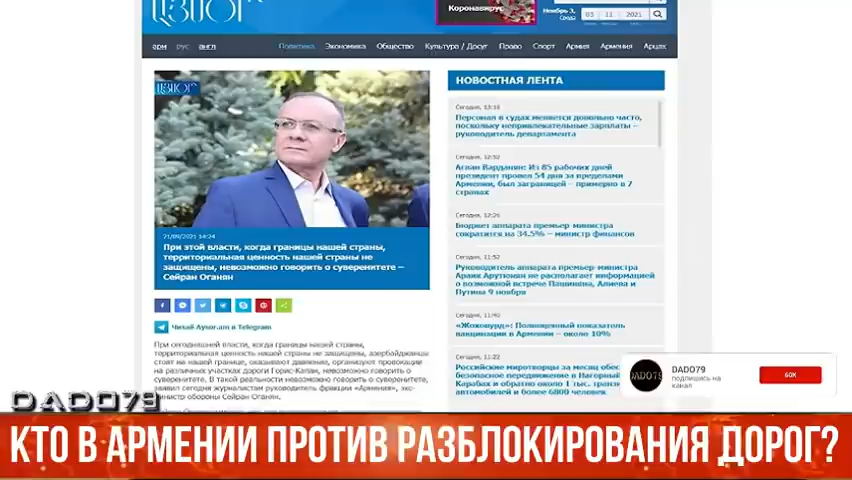 ЦЗԼՈՐ
Коронавирус
Ноябрь 3,
Среда
03 - 11 - 2021
арм рус англ
Политика Экономика Общество Культура / Досуг Право Спорт Армия Армения Арцах
НОВОСТНАЯ ЛЕНТА
Сегодня, 13:18
Персонал в судах меняется довольно часто,
поскольку непривлекательные зарплаты –
руководитель департамента
Сегодня, 12:52
Аглан Варданян: Из 85 рабочих дней
президент провел 54 дня за пределами
Армении, был заграницей – примерно в 7
странах
Сегодня, 12:26
Бюджет аппарата премьер-министра
сократится на 34.5% – министр финансов
Сегодня, 11:52
Руководитель аппарата премьер-министра
Араик Арутюнян не располагает информацией
о возможной встрече Пашиняна, Алиева и
Путина 9 ноября
Сегодня, 11:40
«Жоховурд»: Полноценный показатель
вакцинации в Армении – около 10%
Сегодня, 11:22
Российские миротворцы за месяц обес
безопасное передвижение в Нагорный
Карабах и обратно около 1 тыс. транс
автомобилей и более 6800 человек
21/09/2021 14:24
При этой власти, когда границы нашей страны,
территориальная ценность нашей страны не
защищены, невозможно говорить о суверенитете –
Сейран Оганян
Читай Aysor.am в Telegram
При сегодняшней власти, когда границы нашей страны,
территориальная ценность нашей страны не защищены, азербайджанцы
стоят на нашей границе, оказывают давление, организуют провокации
на различных участках дороги Горис-Капан, невозможно говорить о
суверенитете. В такой реальности невозможно говорить о суверенитете,
заявил сегодня журналистам руководитель фракции «Армения», экс-
министр обороны Сейран Оганян.
DADO79
DADO79
подпишись на
канал
60K
DADO79
КТО В АРМЕНИИ ПРОТИВ РАЗБЛОКИРОВАНИЯ ДОРОГ?